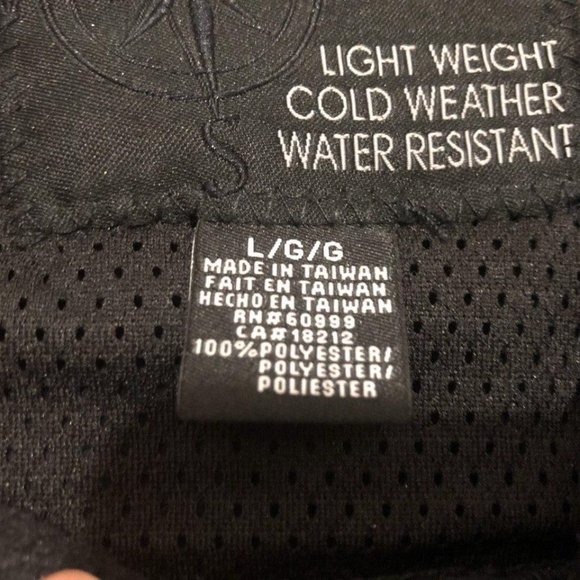 LIGHT WEIGHT
COLD WEATHER
WATER RESISTANT
S
L/G/G
MADE IN TAIWAN
FAIT EN TAIWAN
HECHO EN TAIWAN
RN#60999
CA#18212
100%POLYESTER/
POLYESTER/
POLIESTER